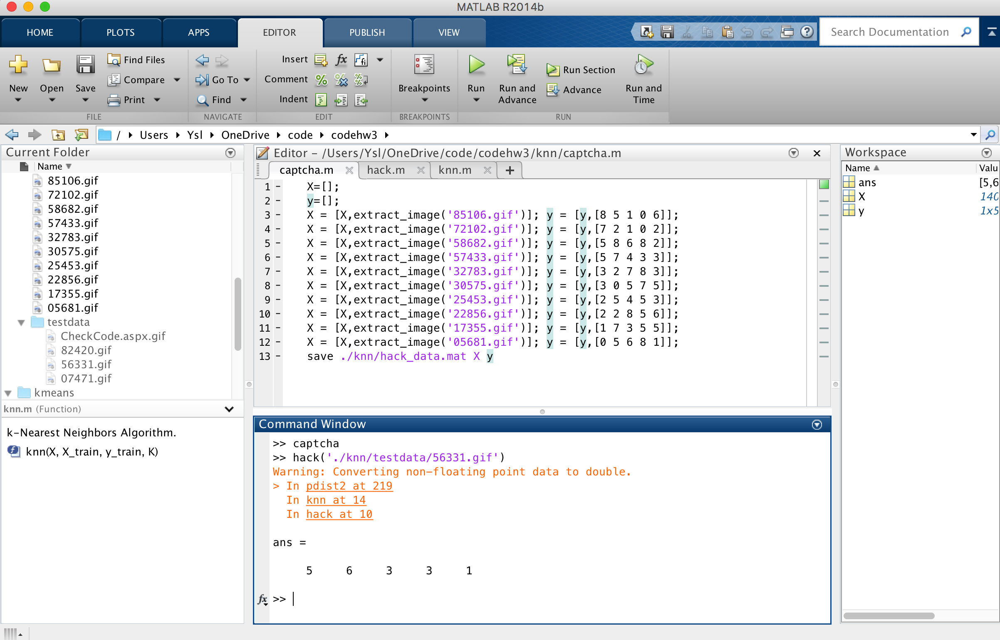 MATLAB R2014b
HOME PLOTS APPS EDITOR PUBLISH VIEW
Search Documentation
New
Open
Save
Find Files
Compare
Print
FILE
Go To
Find
NAVIGATE
Insert
fx
fi
Comment
Indent
EDIT
Breakpoints
BREAKPOINTS
Run
Run and Advance
Run Section
Advance
Run and Time
RUN
/ Users Ysl OneDrive code codehw3
Current Folder
Name
85106.gif
72102.gif
58682.gif
57433.gif
32783.gif
30575.gif
25453.gif
22856.gif
17355.gif
05681.gif
testdata
CheckCode.aspx.gif
82420.gif
56331.gif
07471.gif
kmeans
knn.m (Function)
k-Nearest Neighbors Algorithm.
knn(X, X_train, y_train, K)
Editor - /Users/Ysl/OneDrive/code/codehw3/knn/captcha.m
captcha.m hack.m knn.m +
1 - X=[];
2 - y=[];
3 - X = [X,extract_image('85106.gif')]; y = [y,[8 5 1 0 6]];
4 - X = [X,extract_image('72102.gif')]; y = [y,[7 2 1 0 2]];
5 - X = [X,extract_image('58682.gif')]; y = [y,[5 8 6 8 2]];
6 - X = [X,extract_image('57433.gif')]; y = [y,[5 7 4 3 3]];
7 - X = [X,extract_image('32783.gif')]; y = [y,[3 2 7 8 3]];
8 - X = [X,extract_image('30575.gif')]; y = [y,[3 0 5 7 5]];
9 - X = [X,extract_image('25453.gif')]; y = [y,[2 5 4 5 3]];
10 - X = [X,extract_image('22856.gif')]; y = [y,[2 2 8 5 6]];
11 - X = [X,extract_image('17355.gif')]; y = [y,[1 7 3 5 5]];
12 - X = [X,extract_image('05681.gif')]; y = [y,[0 5 6 8 1]];
13 - save ./knn/hack_data.mat X y
Command Window
>> captcha
>> hack('./knn/testdata/56331.gif')
Warning: Converting non-floating point data to double.
> In pdist2 at 219
In knn at 14
In hack at 10
ans =
5 6 3 3 1
fx >>
Workspace
Name Valu
ans [5,6
X 140
y 1x5